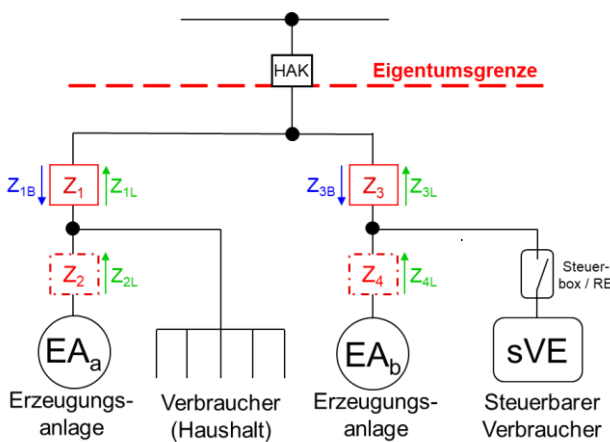 HAK
Eigentumsgrenze
Z1B
Z1
Z1L
Z3B
Z3
Z3L
Z2
Z2L
Z4
Z4L
Steuer-
box / RE
EAa
EAb
sVE
Erzeugungs-
anlage
Verbraucher
(Haushalt)
Erzeugungs-
anlage
Steuerbarer
Verbraucher